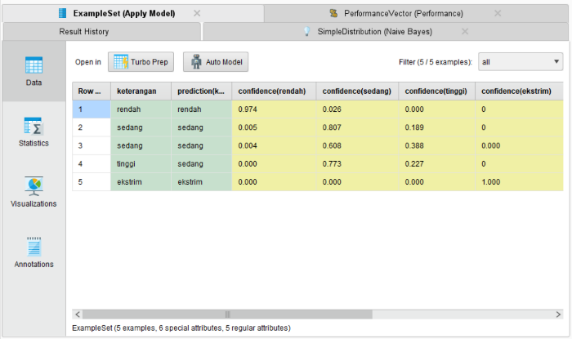 ExampleSet (Apply Model)
PerformanceVector (Performance)
Result History
SimpleDistribution (Naive Bayes)
Open in Turbo Prep Auto Model Filter (5 / 5 examples): all
Data
Statistics
Visualizations
Annotations
Row ... keterangan prediction(k... confidence(rendah) confidence(sedang) confidence(tinggi) confidence(ekstrim)
1 rendah rendah 0.974 0.026 0.000 0
2 sedang sedang 0.005 0.807 0.189 0
3 sedang sedang 0.004 0.608 0.388 0.000
4 tinggi sedang 0.000 0.773 0.227 0
5 ekstrim ekstrim 0.000 0.000 0.000 1.000
ExampleSet (5 examples, 6 special attributes, 5 regular attributes)